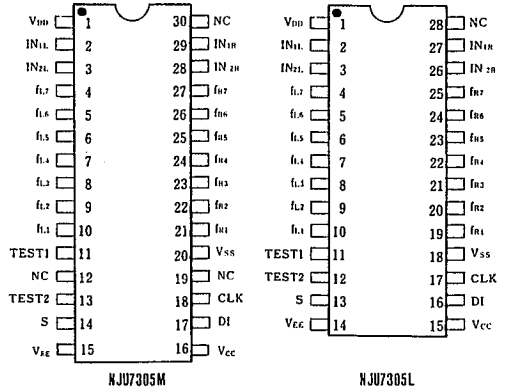 VDD 1 30 NC
IN1L 2 29 IN1R
IN2L 3 28 IN2R
fL7 4 27 fR7
fL6 5 26 fR6
fL5 6 25 fR5
fL4 7 24 fR4
fL3 8 23 fR3
fL2 9 22 fR2
fL1 10 21 fR1
TEST1 11 20 VSS
NC 12 19 NC
TEST2 13 18 CLK
S 14 17 DI
VEE 15 16 VCC
NJU7305M
VDD 1 28 NC
IN1L 2 27 IN1R
IN2L 3 26 IN2R
fL7 4 25 fR7
fL6 5 24 fR6
fL5 6 23 fR5
fL4 7 22 fR4
fL3 8 21 fR3
fL2 9 20 fR2
fL1 10 19 fR1
TEST1 11 18 VSS
TEST2 12 17 CLK
S 13 16 DI
VEE 14 15 VCC
NJU7305L